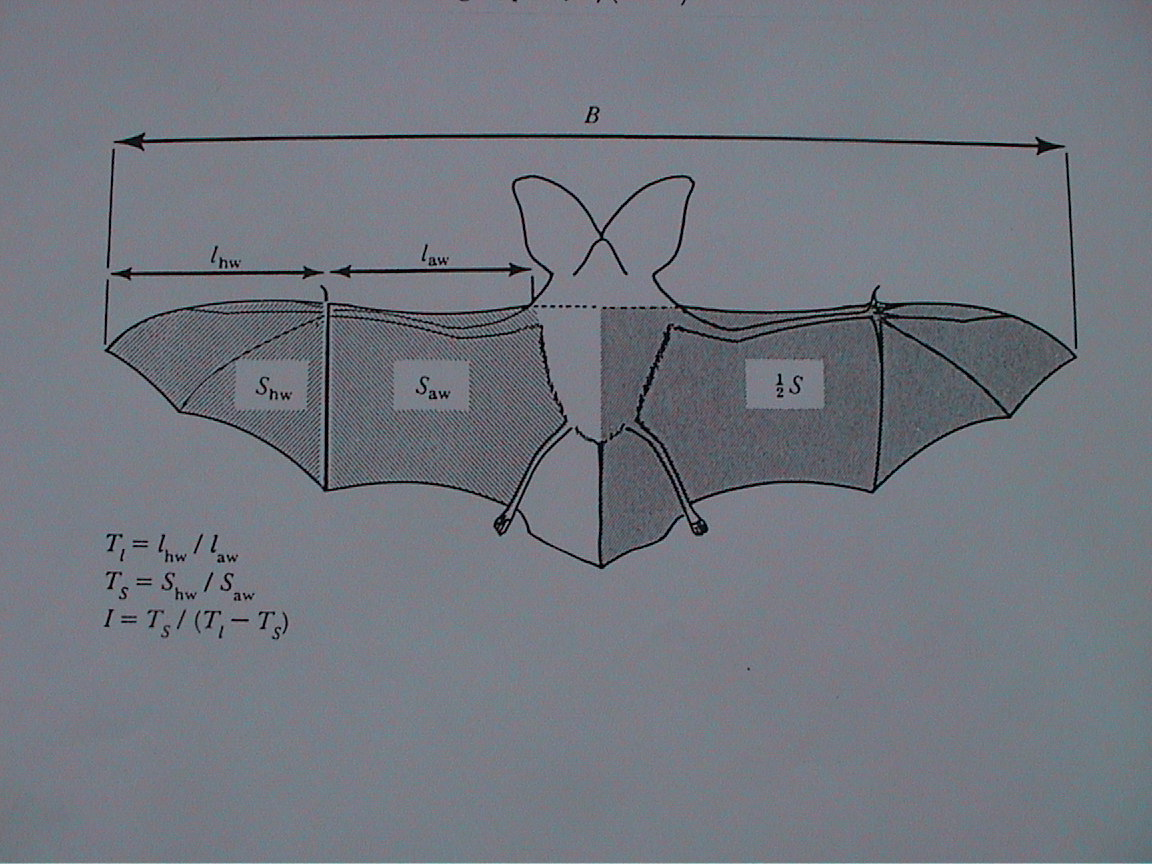 B
l_hw l_aw
S_hw S_aw ½S
T_l = l_hw / l_aw
T_S = S_hw / S_aw
I = T_S / (T_l − T_S)